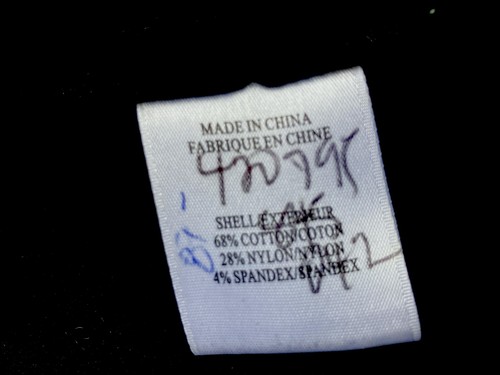 MADE IN CHINA
FABRIQUE EN CHINE
SHELL/EXTERIEUR
68% COTTON/COTON
28% NYLON/NYLON
4% SPANDEX/SPANDEX